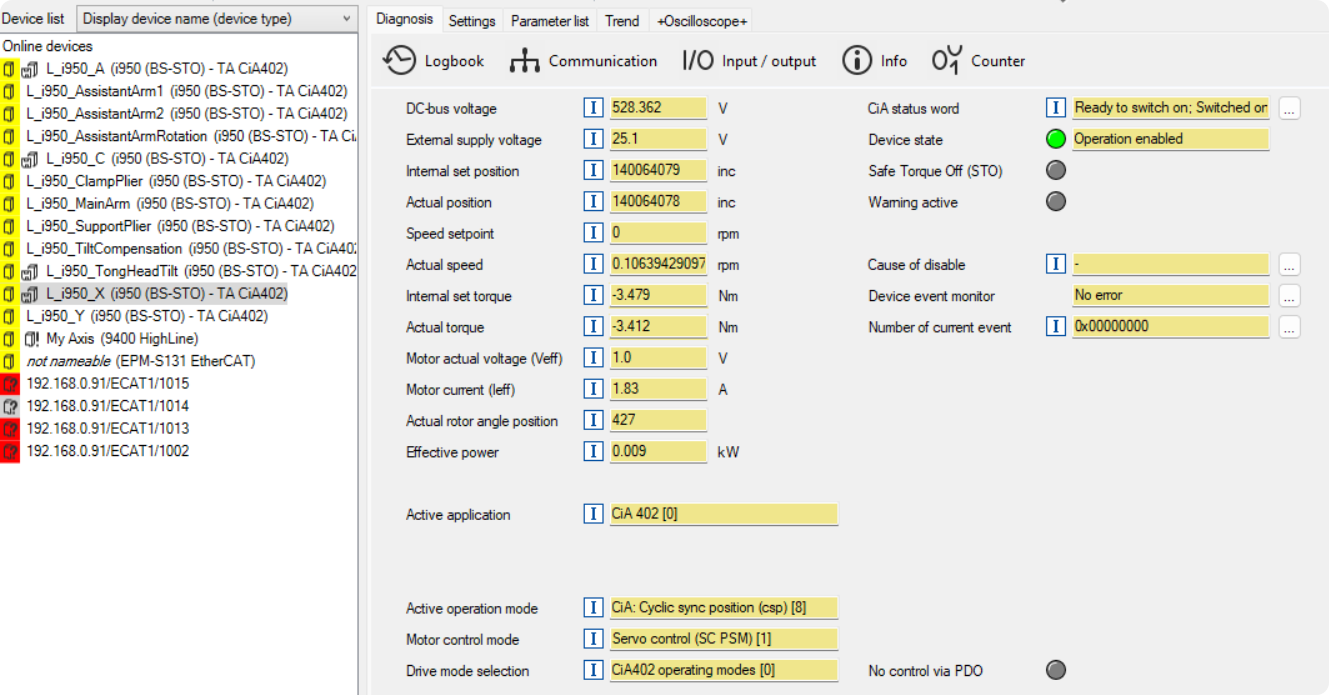 Device list Display device name (device type)
Online devices
L_i950_A (i950 (BS-STO) - TA CiA402)
L_i950_AssistantArm1 (i950 (BS-STO) - TA CiA402)
L_i950_AssistantArm2 (i950 (BS-STO) - TA CiA402)
L_i950_AssistantArmRotation (i950 (BS-STO) - TA CiA
L_i950_C (i950 (BS-STO) - TA CiA402)
L_i950_ClampPlier (i950 (BS-STO) - TA CiA402)
L_i950_MainArm (i950 (BS-STO) - TA CiA402)
L_i950_SupportPlier (i950 (BS-STO) - TA CiA402)
L_i950_TiltCompensation (i950 (BS-STO) - TA CiA402
L_i950_TongHeadTilt (i950 (BS-STO) - TA CiA402
L_i950_X (i950 (BS-STO) - TA CiA402)
L_i950_Y (i950 (BS-STO) - TA CiA402)
My Axis (9400 HighLine)
not nameable (EPM-S131 EtherCAT)
192.168.0.91/ECAT1/1015
192.168.0.91/ECAT1/1014
192.168.0.91/ECAT1/1013
192.168.0.91/ECAT1/1002
Diagnosis Settings Parameter list Trend +Oscilloscope+
Logbook Communication I/O Input / output Info Counter
DC-bus voltage I 528.362 V
External supply voltage I 25.1 V
Internal set position I 140064079 inc
Actual position I 140064078 inc
Speed setpoint I 0 rpm
Actual speed I 0.10639429097 rpm
Internal set torque I -3.479 Nm
Actual torque I -3.412 Nm
Motor actual voltage (Veff) I 1.0 V
Motor current (Ieff) I 1.83 A
Actual rotor angle position I 427
Effective power I 0.009 kW
Active application I CiA 402 [0]
Active operation mode I CiA: Cyclic sync position (csp) [8]
Motor control mode I Servo control (SC PSM) [1]
Drive mode selection I CiA402 operating modes [0]
CiA status word I Ready to switch on; Switched on ...
Device state Operation enabled
Safe Torque Off (STO)
Warning active
Cause of disable I - ...
Device event monitor No error ...
Number of current event I 0x00000000 ...
No control via PDO